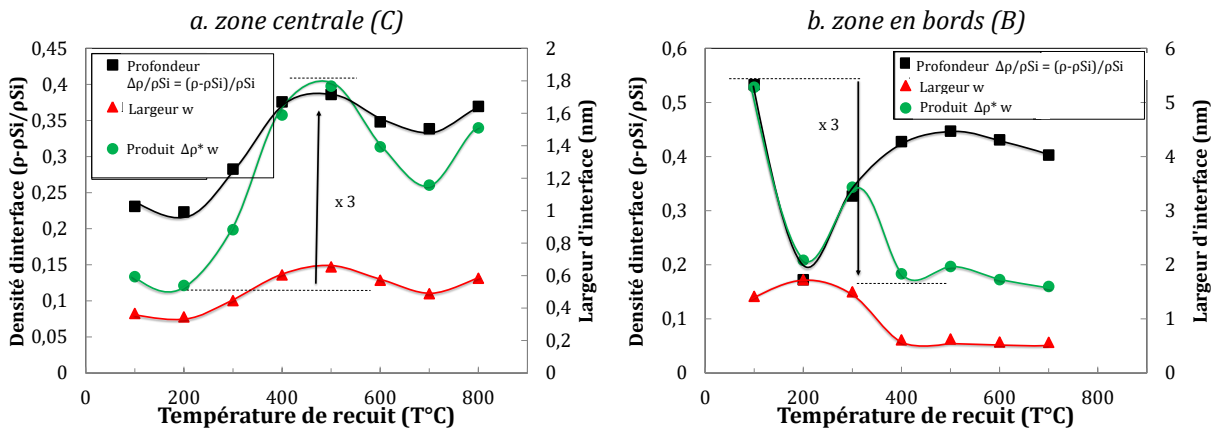 a. zone centrale (C)
Densité dinterface (ρ-ρSi/ρSi)
0,45
0,4
0,35
0,3
0,25
0,2
0,15
0,1
0,05
0
Profondeur
Δρ/ρSi = (ρ-ρSi)/ρSi
Largeur w
Produit Δρ* w
x 3
2
1,8
1,6
1,4
1,2
1
0,8
0,6
0,4
0,2
0
Largeur d'interface (nm)
0 200 400 600 800
Température de recuit (T°C)
b. zone en bords (B)
Densité dinterface (ρ-ρSi/ρSi)
0,6
0,5
0,4
0,3
0,2
0,1
0
Profondeur Δρ/ρSi = (ρ-ρSi)/ρSi
Largeur w
Produit Δρ* w
x 3
6
5
4
3
2
1
0
Largeur d'interface (nm)
0 200 400 600 800
Température de recuit (T°C)